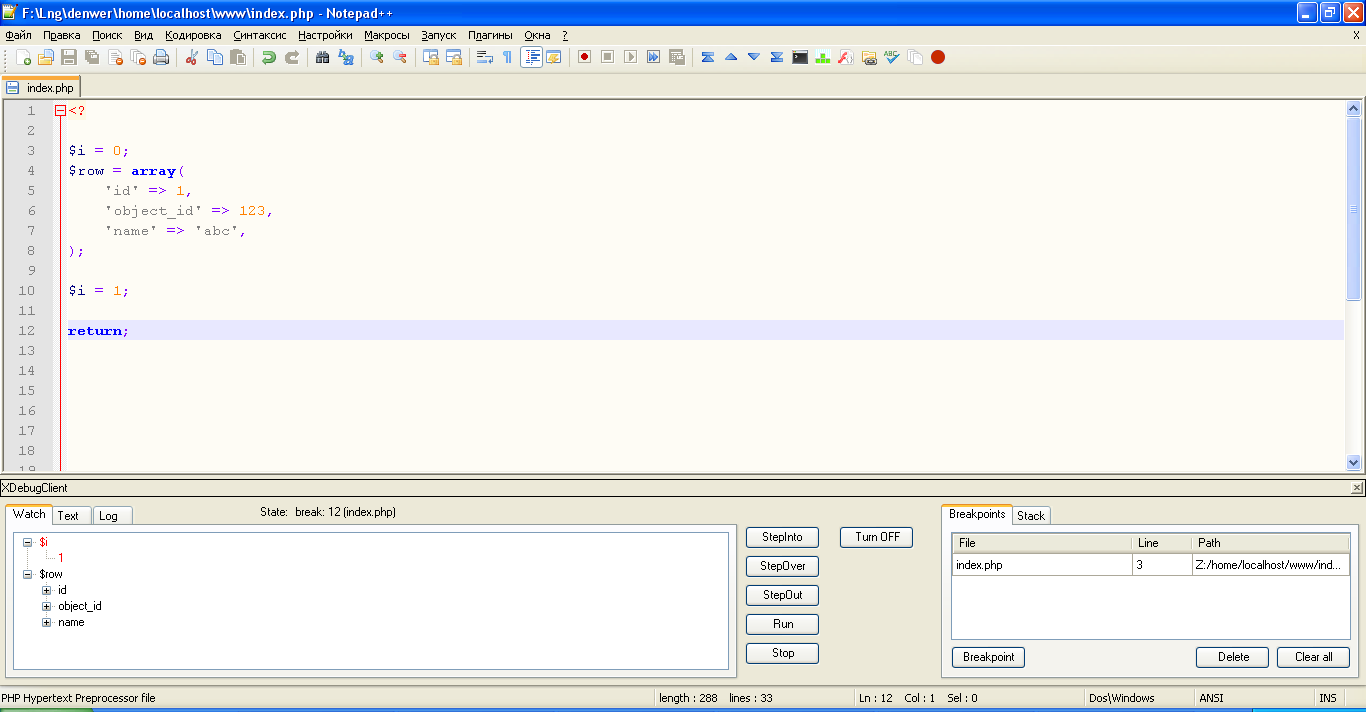 F:\Lng\denwer\home\localhost\www\index.php - Notepad++
Файл Правка Поиск Вид Кодировка Синтаксис Настройки Макросы Запуск Плагины Окна ? X
index.php
1 <?
2
3 $i = 0;
4 $row = array(
5 'id' => 1,
6 'object_id' => 123,
7 'name' => 'abc',
8 );
9
10 $i = 1;
11
12 return;
13
14
15
16
17
18
19
XDebugClient
Watch Text Log State: break: 12 (index.php)
$i
1
$row
id
object_id
name
StepInto Turn OFF
StepOver
StepOut
Run
Stop
Breakpoints Stack
File Line Path
index.php 3 Z:/home/localhost/www/ind...
Breakpoint Delete Clear all
PHP Hypertext Preprocessor file length : 288 lines : 33 Ln : 12 Col : 1 Sel : 0 Dos\Windows ANSI INS